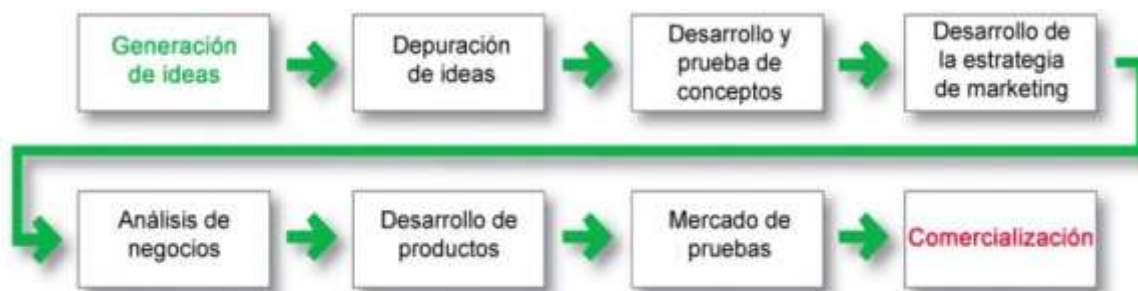 Generación
de ideas
Depuración
de ideas
Desarrollo y
prueba de
conceptos
Desarrollo de
la estrategia
de marketing
Análisis de
negocios
Desarrollo de
productos
Mercado de
pruebas
Comercialización